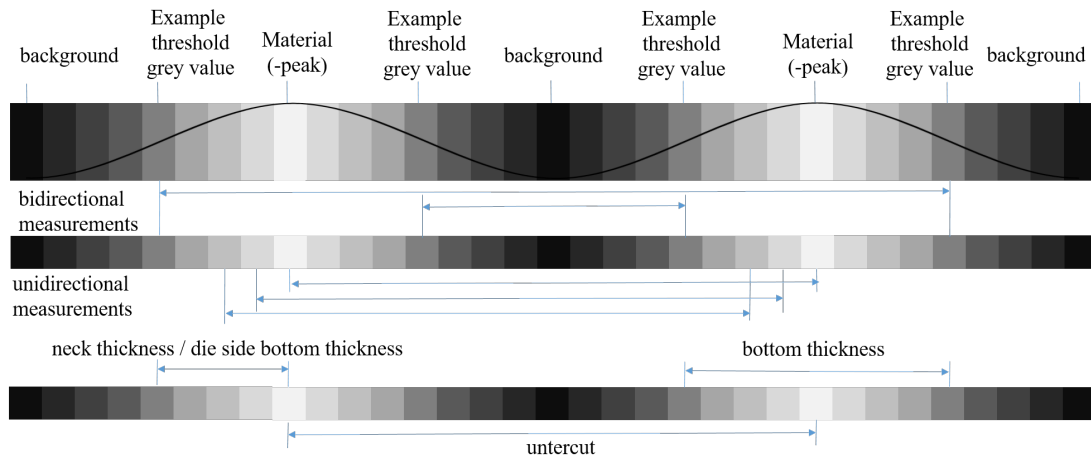 background
Example
threshold
grey value
Material
(-peak)
Example
threshold
grey value
background
Example
threshold
grey value
Material
(-peak)
Example
threshold
grey value
background
bidirectional
measurements
unidirectional
measurements
neck thickness / die side bottom thickness
bottom thickness
untercut